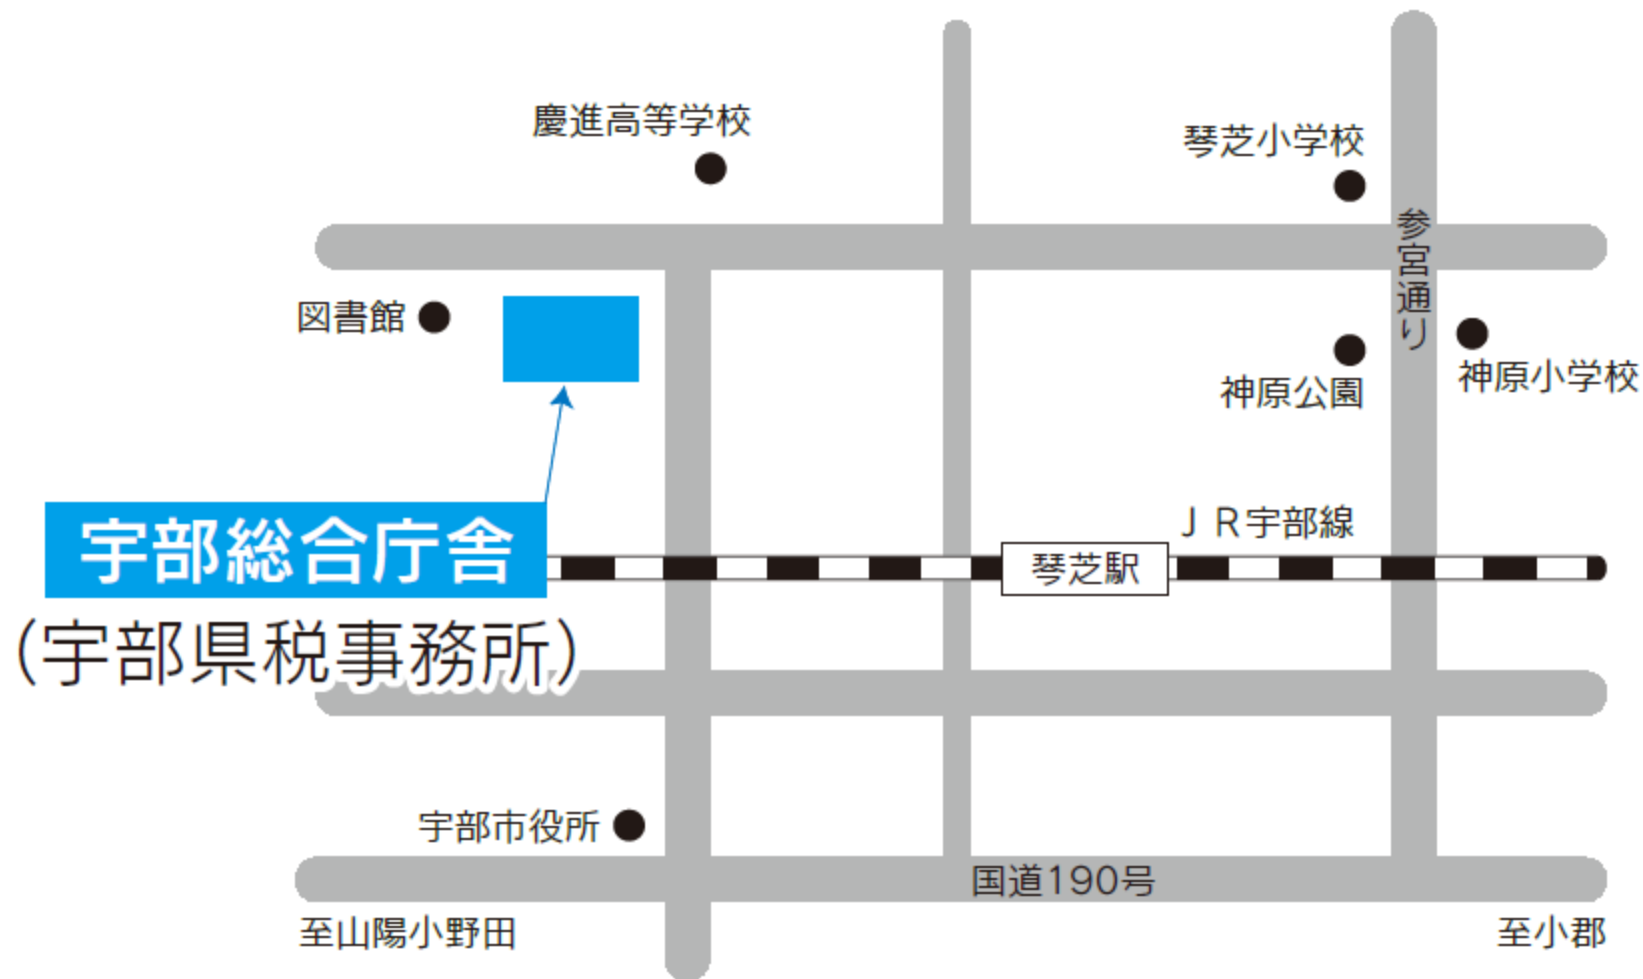 慶進高等学校
琴芝小学校
参宮通り
図書館
神原公園
神原小学校
宇部総合庁舎
(宇部県税事務所)
JR宇部線
琴芝駅
宇部市役所
国道190号
至山陽小野田
至小郡